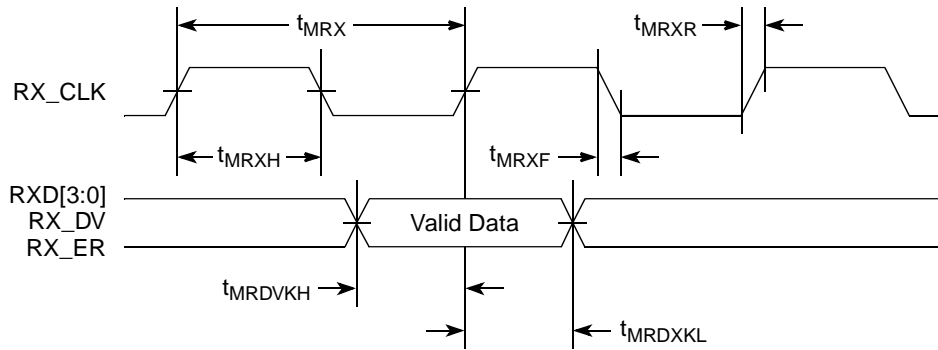 tMRX
tMRXR
RX_CLK
tMRXH
tMRXF
RXD[3:0]
RX_DV
Valid Data
RX_ER
tMRDVKH
tMRDXKL